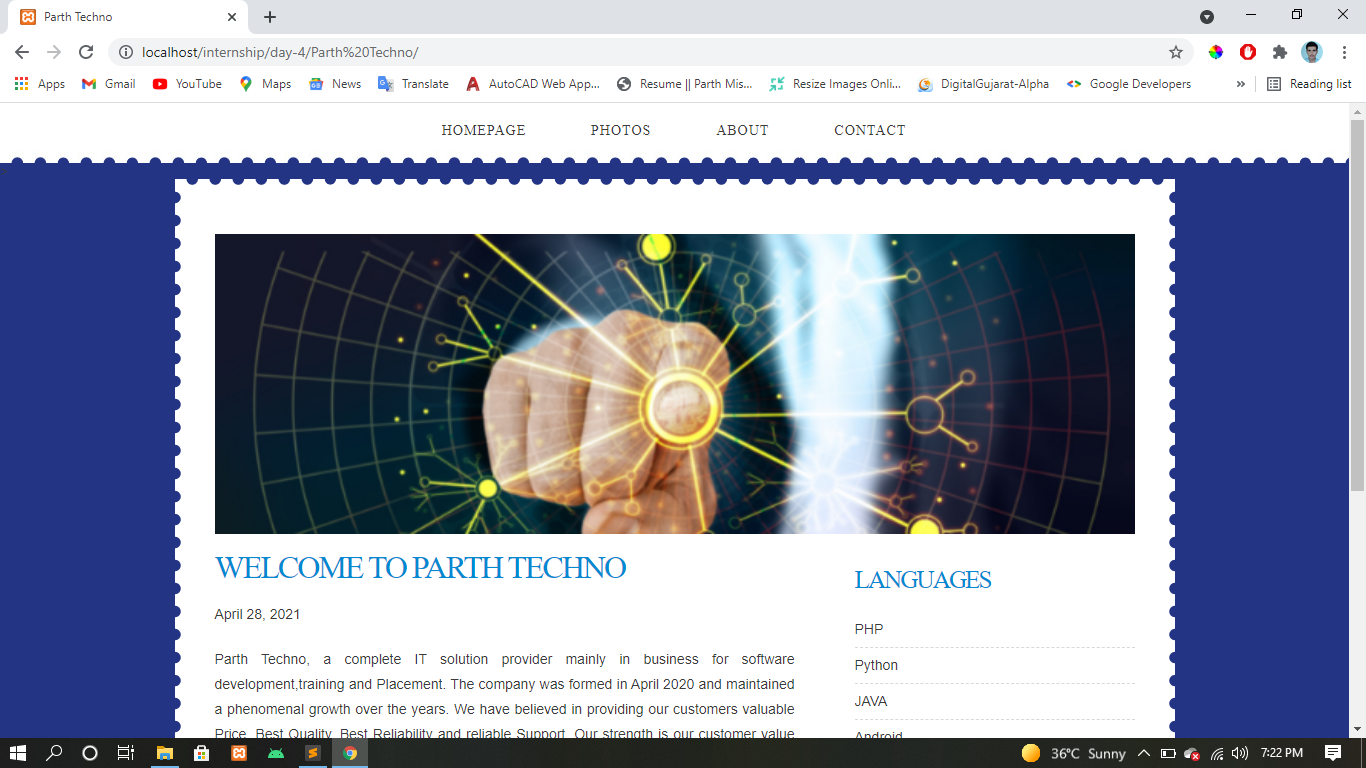 Parth Techno
localhost/internship/day-4/Parth%20Techno/
Apps Gmail YouTube Maps News Translate AutoCAD Web App... Resume || Parth Mis... Resize Images Onli... DigitalGujarat-Alpha Google Developers » Reading list
HOMEPAGE PHOTOS ABOUT CONTACT
WELCOME TO PARTH TECHNO
April 28, 2021
Parth Techno, a complete IT solution provider mainly in business for software
development,training and Placement. The company was formed in April 2020 and maintained
a phenomenal growth over the years. We have believed in providing our customers valuable
Price, Best Quality, Best Reliability and reliable Support. Our strength is our customer value
LANGUAGES
PHP
Python
JAVA
Android
36°C Sunny 7:22 PM